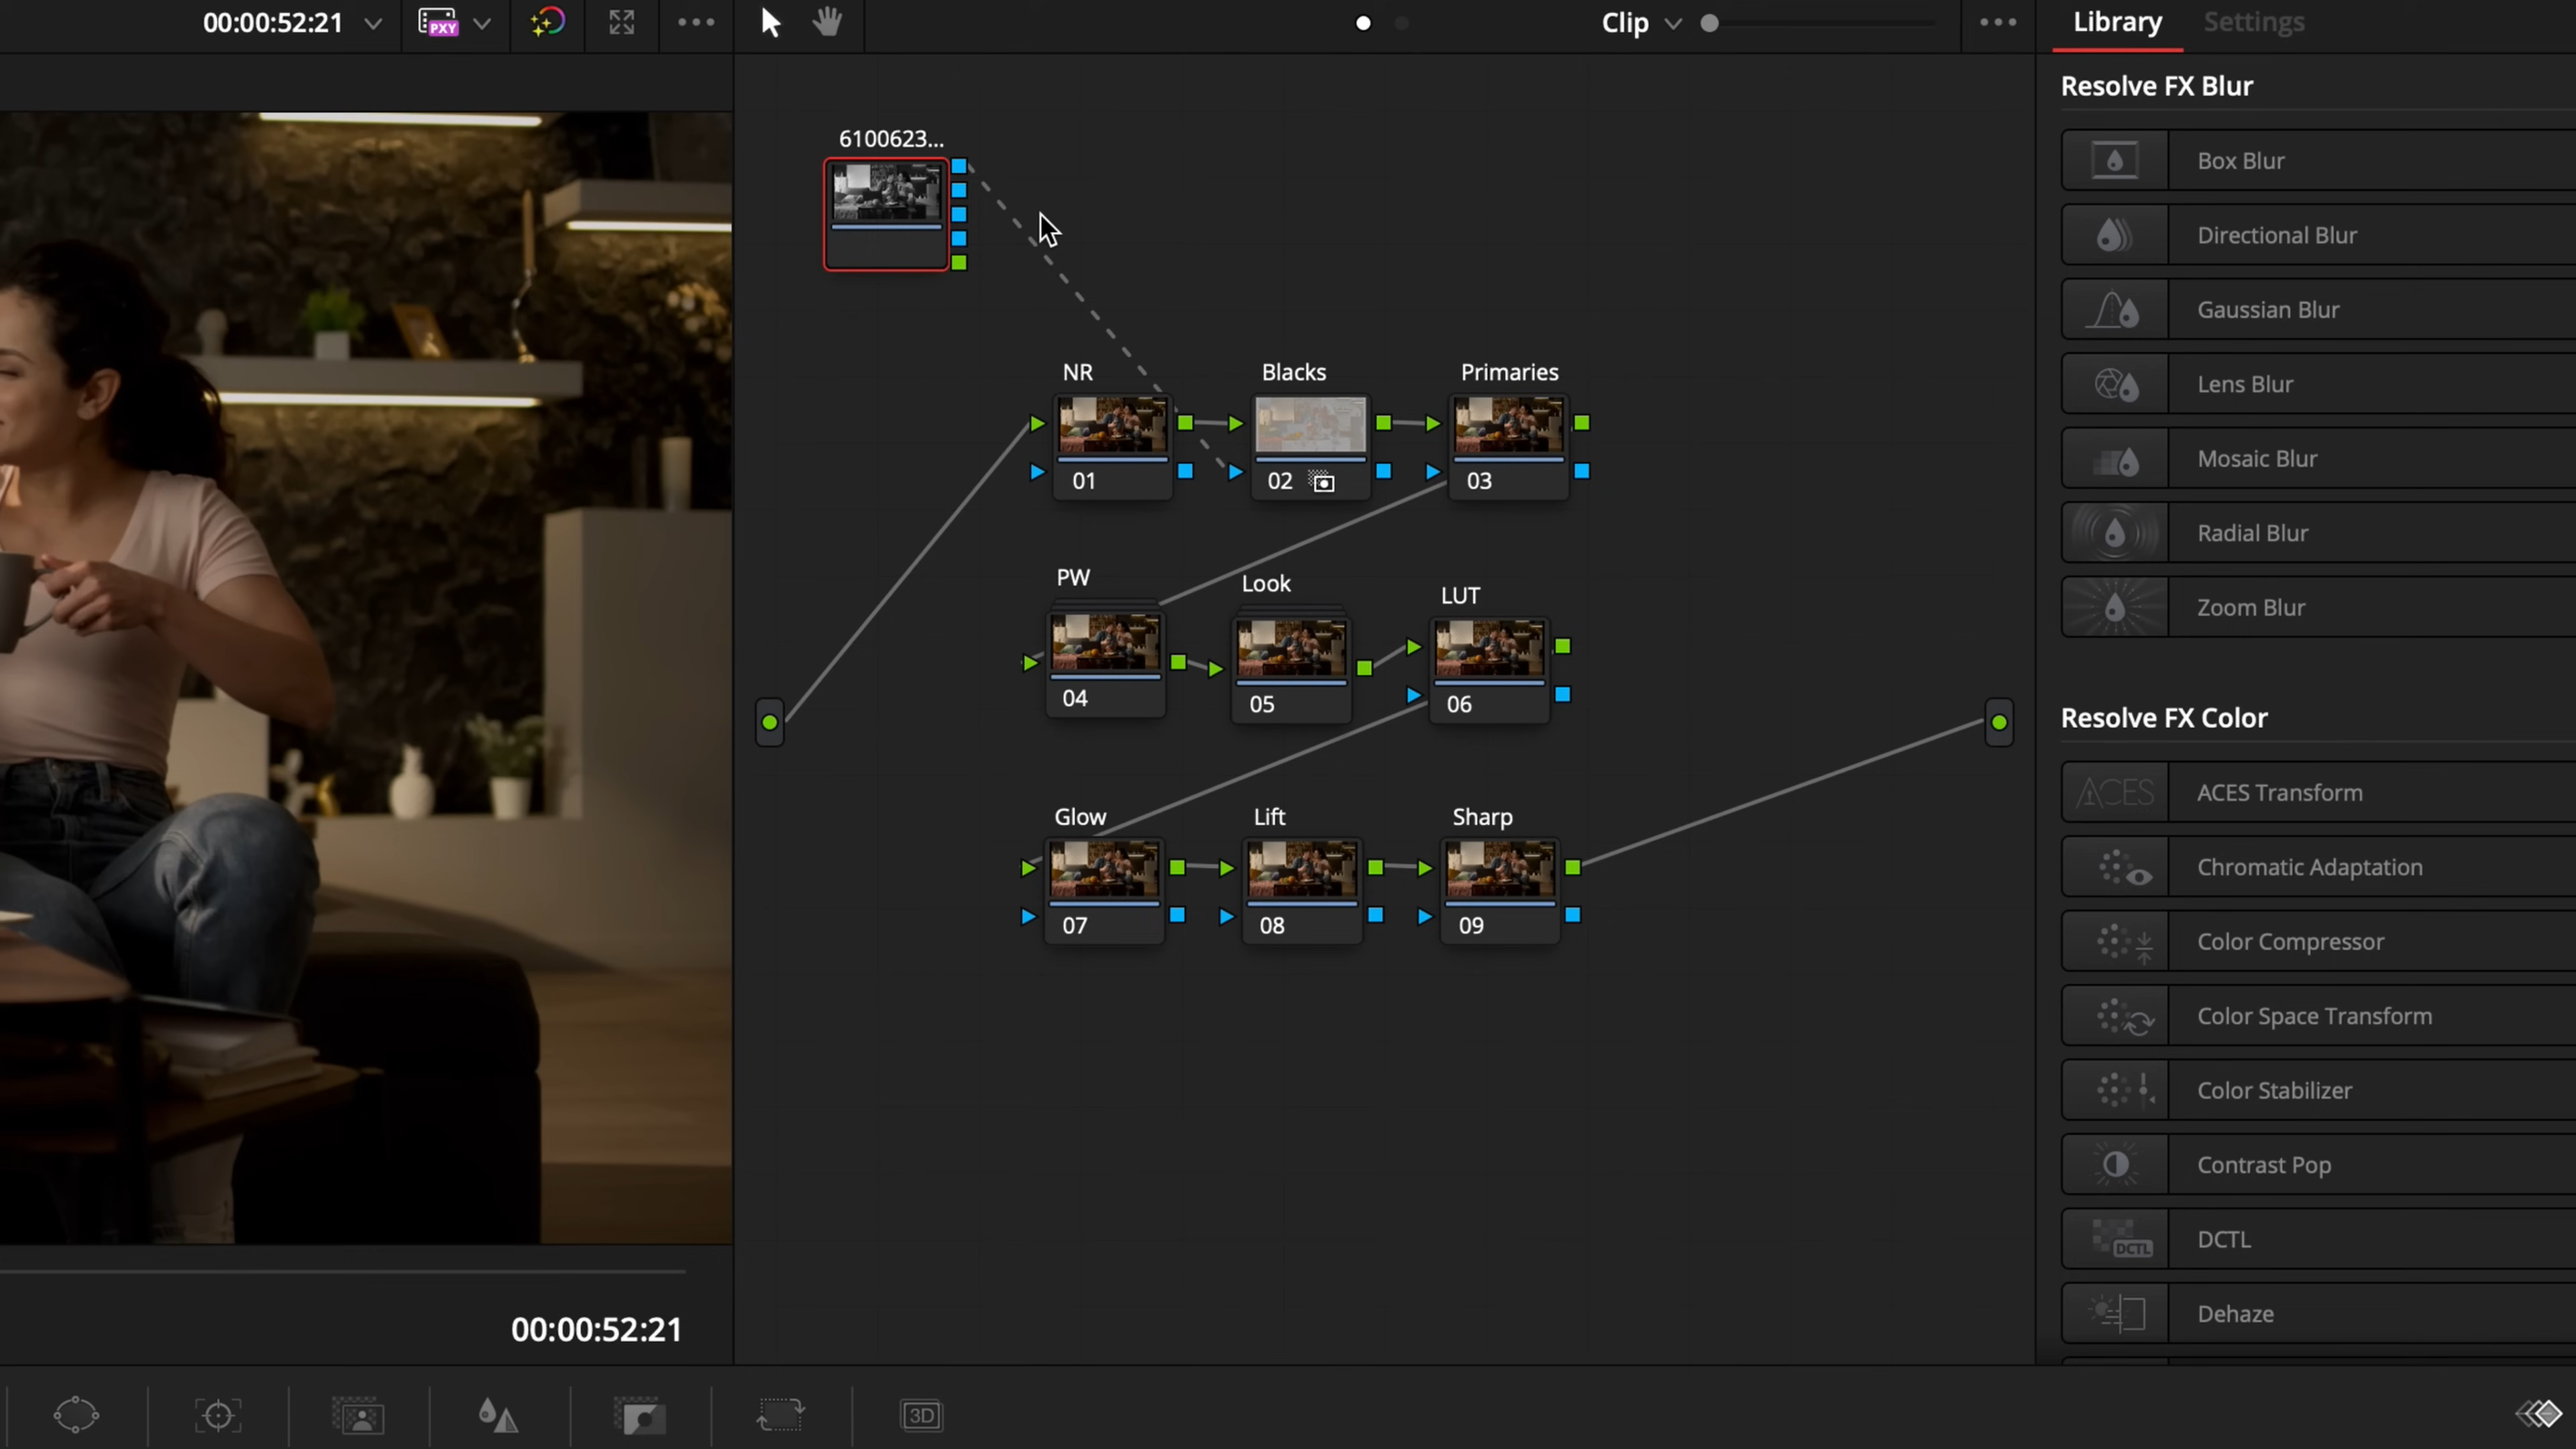 00:00:52:21
PXY
Clip
Library
Settings
Resolve FX Blur
Box Blur
Directional Blur
Gaussian Blur
Lens Blur
Mosaic Blur
Radial Blur
Zoom Blur
Resolve FX Color
ACES
ACES Transform
Chromatic Adaptation
Color Compressor
Color Space Transform
Color Stabilizer
Contrast Pop
DCTL
DCTL
Dehaze
6100623...
NR
Blacks
Primaries
01
02
03
PW
Look
LUT
04
05
06
Glow
Lift
Sharp
07
08
09
00:00:52:21
3D